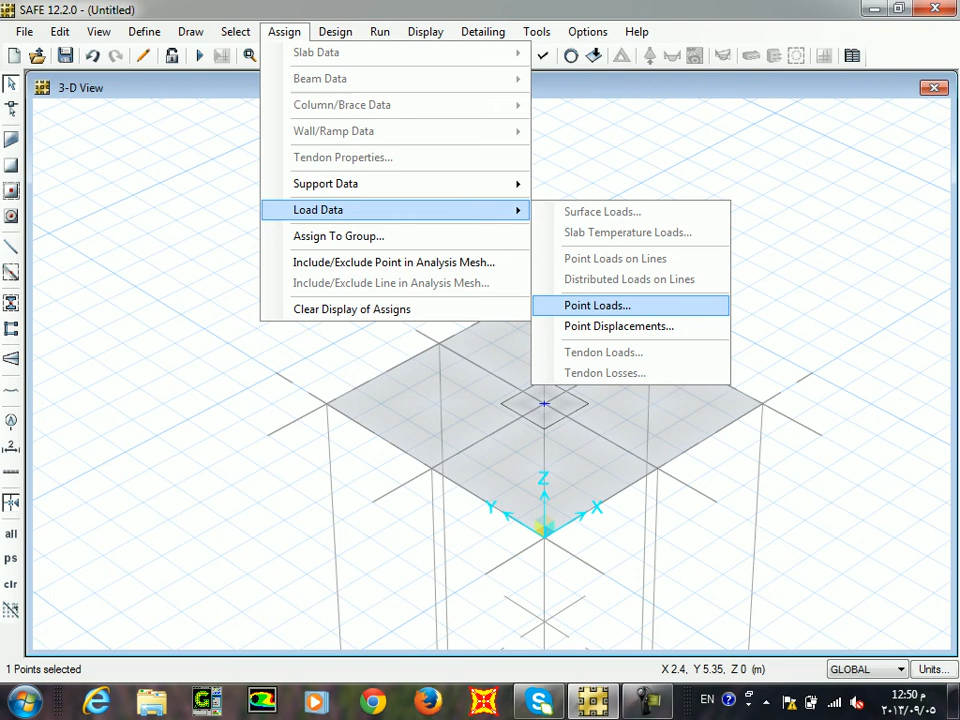 SAFE 12.2.0 - (Untitled)
File Edit View Define Draw Select Assign Design Run Display Detailing Tools Options Help
3-D View
Slab Data
Beam Data
Column/Brace Data
Wall/Ramp Data
Tendon Properties...
Support Data
Load Data
Assign To Group...
Include/Exclude Point in Analysis Mesh...
Include/Exclude Line in Analysis Mesh...
Clear Display of Assigns
Surface Loads...
Slab Temperature Loads...
Point Loads on Lines
Distributed Loads on Lines
Point Loads...
Point Displacements...
Tendon Loads...
Tendon Losses...
Z
Y
X
2
all
ps
clr
1 Points selected
X 2.4, Y 5.35, Z 0 (m)
GLOBAL
Units...
EN
12:50 م
٢٠١٣/٠٩/٠٥